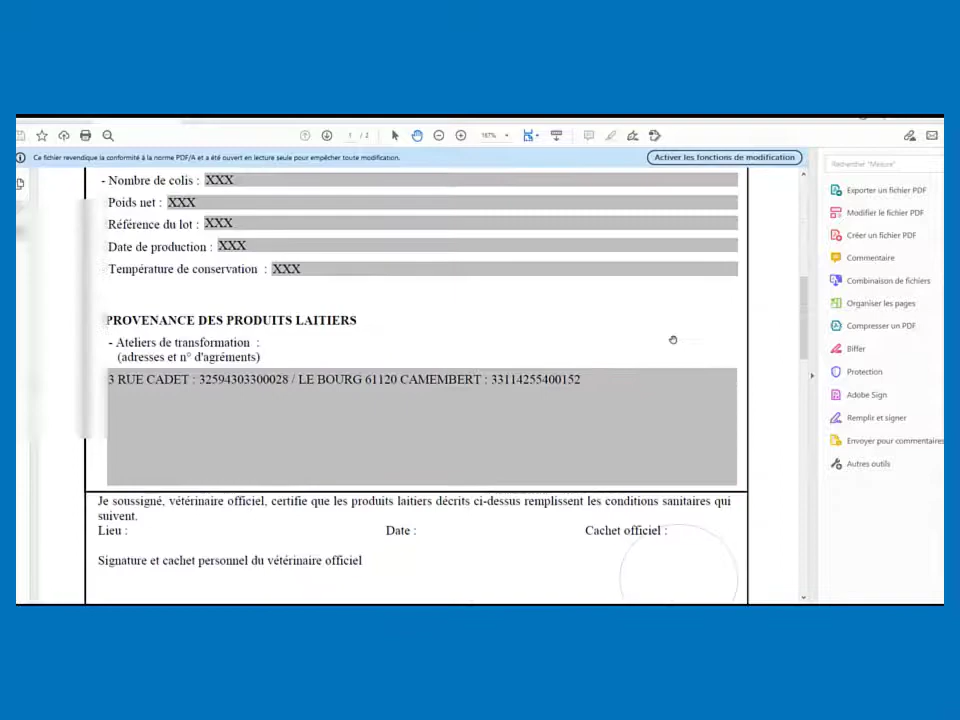 1 / 2
167%
Ce fichier revendique la conformité à la norme PDF/A et a été ouvert en lecture seule pour empêcher toute modification.
Activer les fonctions de modification
Rechercher "Mesure"
- Nombre de colis : XXX
Poids net : XXX
Référence du lot : XXX
Date de production : XXX
Température de conservation : XXX
PROVENANCE DES PRODUITS LAITIERS
- Ateliers de transformation :
(adresses et n° d'agréments)
3 RUE CADET : 32594303300028 / LE BOURG 61120 CAMEMBERT : 33114255400152
Je soussigné, vétérinaire officiel, certifie que les produits laitiers décrits ci-dessus remplissent les conditions sanitaires qui
suivent.
Lieu : Date : Cachet officiel :
Signature et cachet personnel du vétérinaire officiel
Exporter un fichier PDF
Modifier le fichier PDF
Créer un fichier PDF
Commentaire
Combinaison de fichiers
Organiser les pages
Compresser un PDF
Biffer
Protection
Adobe Sign
Remplir et signer
Envoyer pour commentaires
Autres outils